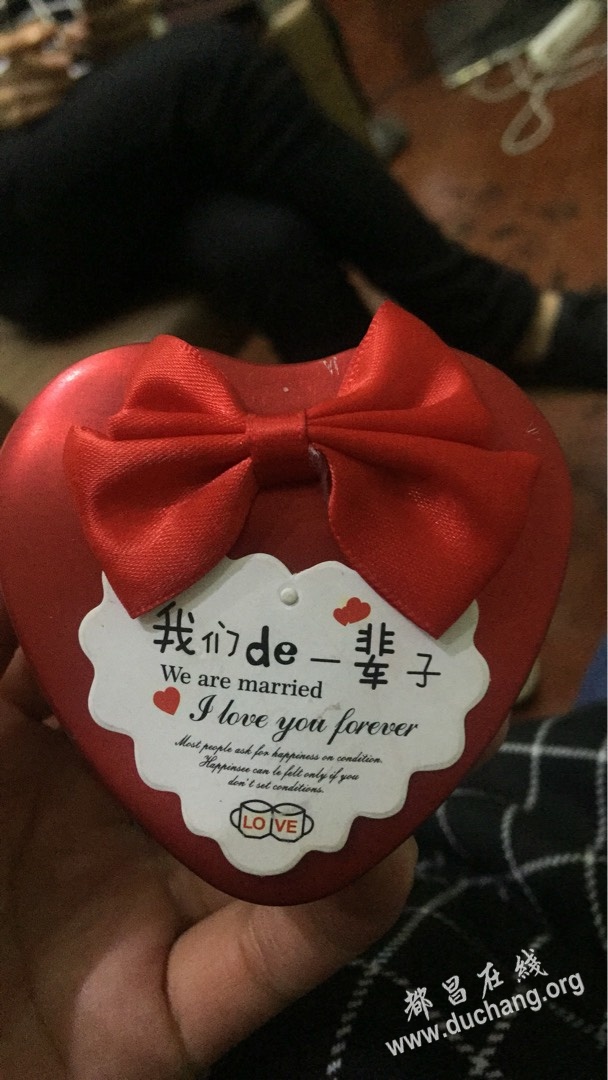 我们de一辈子
We are married
I love you forever
Most people ask for happiness on condition.
Happinsee can be felt only if you
don't set conditions.
LOVE
都昌在綫
www.duchang.org